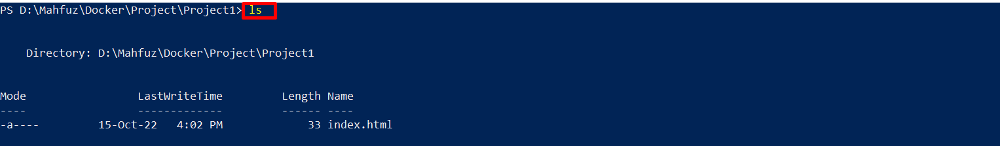 PS D:\Mahfuz\Docker\Project\Project1> ls
Directory: D:\Mahfuz\Docker\Project\Project1
Mode LastWriteTime Length Name
---- ------------- ------ ----
-a---- 15-Oct-22 4:02 PM 33 index.html